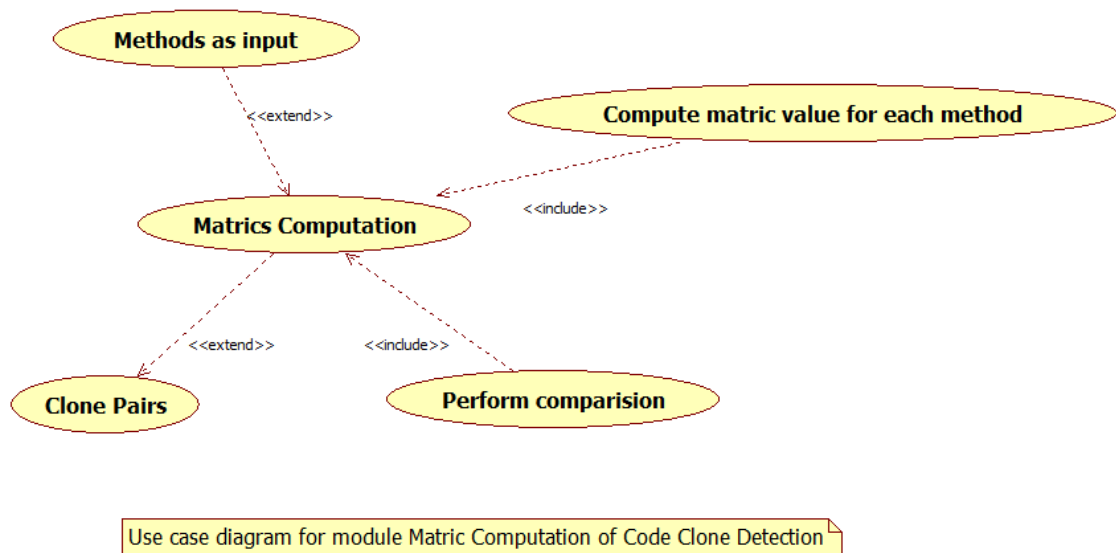 Methods as input
<<extend>>
Compute matric value for each method
<<include>>
Matrics Computation
<<extend>>
<<include>>
Clone Pairs
Perform comparision
Use case diagram for module Matric Computation of Code Clone Detection